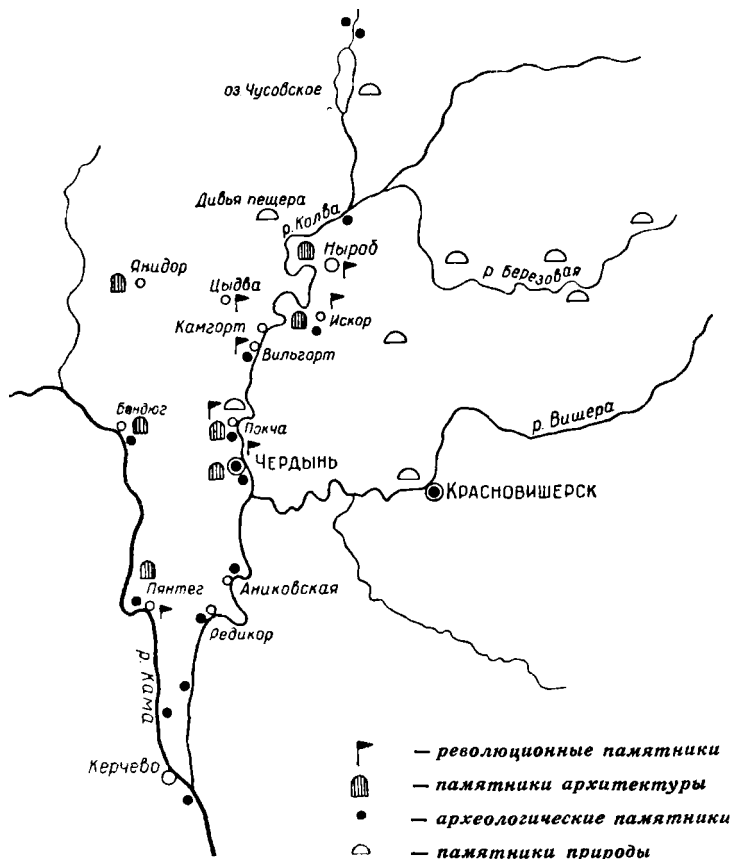 оз. Чусовское
Дивья пещера
р. Колва
Ныроб
Янидор
Цыдва
р. Березовая
Искор
Камгорт
Вильгорт
р. Вишера
Бондюг
Покча
ЧЕРДЫНЬ
КРАСНОВИШЕРСК
Пянтег
Аниковская
Редикор
р. Кама
Керчево
— революционные памятники
— памятники архитектуры
— археологические памятники
— памятники природы